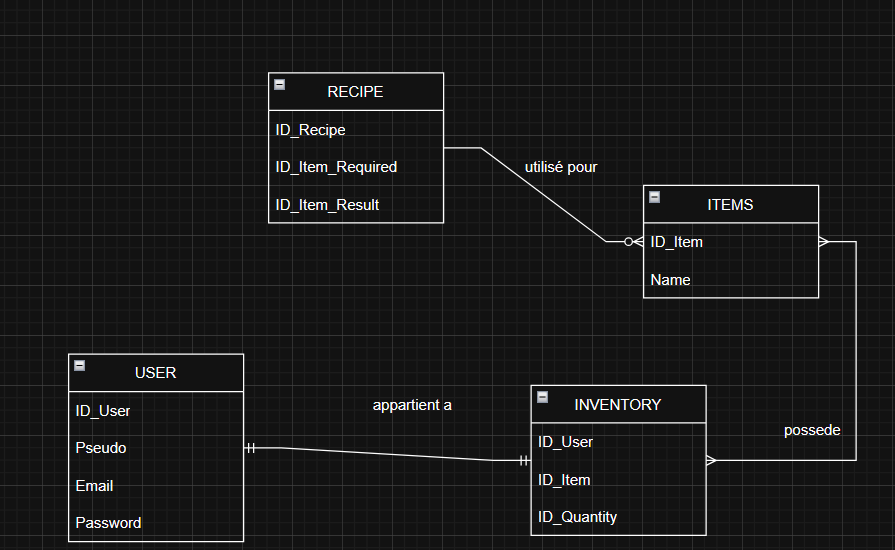 RECIPE
ID_Recipe
ID_Item_Required
ID_Item_Result
utilisé pour
ITEMS
ID_Item
Name
USER
ID_User
Pseudo
Email
Password
appartient a
INVENTORY
ID_User
ID_Item
ID_Quantity
possede